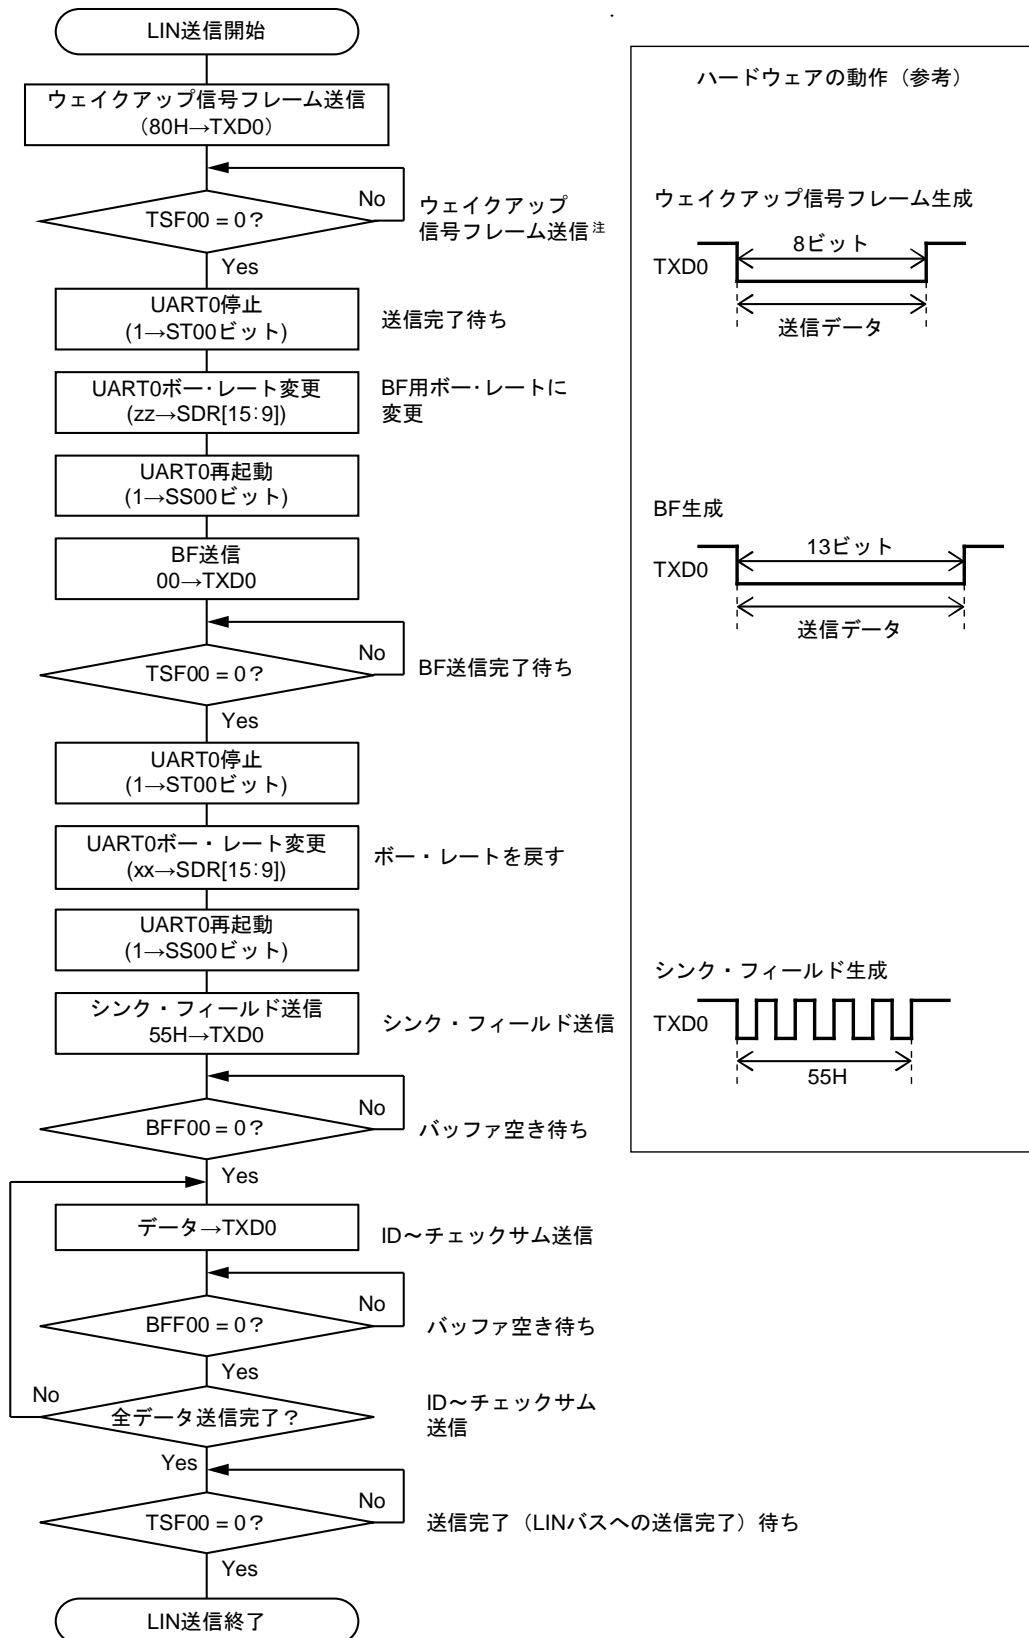 LIN送信開始
ウェイクアップ信号フレーム送信
（80H→TXD0）
No
TSF00 = 0？
ウェイクアップ
信号フレーム送信注
Yes
UART0停止
(1→ST00ビット)
送信完了待ち
UART0ボー・レート変更
(zz→SDR[15:9])
BF用ボー・レートに
変更
UART0再起動
(1→SS00ビット)
BF送信
00→TXD0
No
TSF00 = 0？
BF送信完了待ち
Yes
UART0停止
(1→ST00ビット)
UART0ボー・レート変更
(xx→SDR[15:9])
ボー・レートを戻す
UART0再起動
(1→SS00ビット)
シンク・フィールド送信
55H→TXD0
シンク・フィールド送信
No
BFF00 = 0？
バッファ空き待ち
Yes
データ→TXD0
ID～チェックサム送信
No
BFF00 = 0？
バッファ空き待ち
Yes
No
全データ送信完了？
ID～チェックサム
送信
Yes
No
TSF00 = 0？
送信完了（LINバスへの送信完了）待ち
Yes
LIN送信終了
ハードウェアの動作（参考）
ウェイクアップ信号フレーム生成
8ビット
TXD0
送信データ
BF生成
13ビット
TXD0
送信データ
シンク・フィールド生成
TXD0
55H